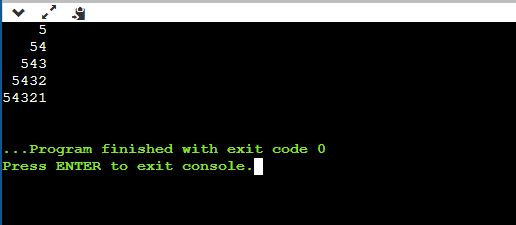 5
   54
  543
 5432
54321
...Program finished with exit code 0
Press ENTER to exit console.